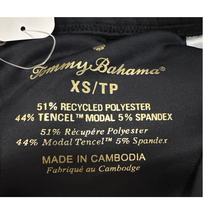 Tommy Bahama
XS/TP
51% RECYCLED POLYESTER
44% TENCEL™ MODAL 5% SPANDEX
51% Récupére Polyester
44% Modal Tencel™ 5% Spandex
MADE IN CAMBODIA
Fabriqué au Cambodge